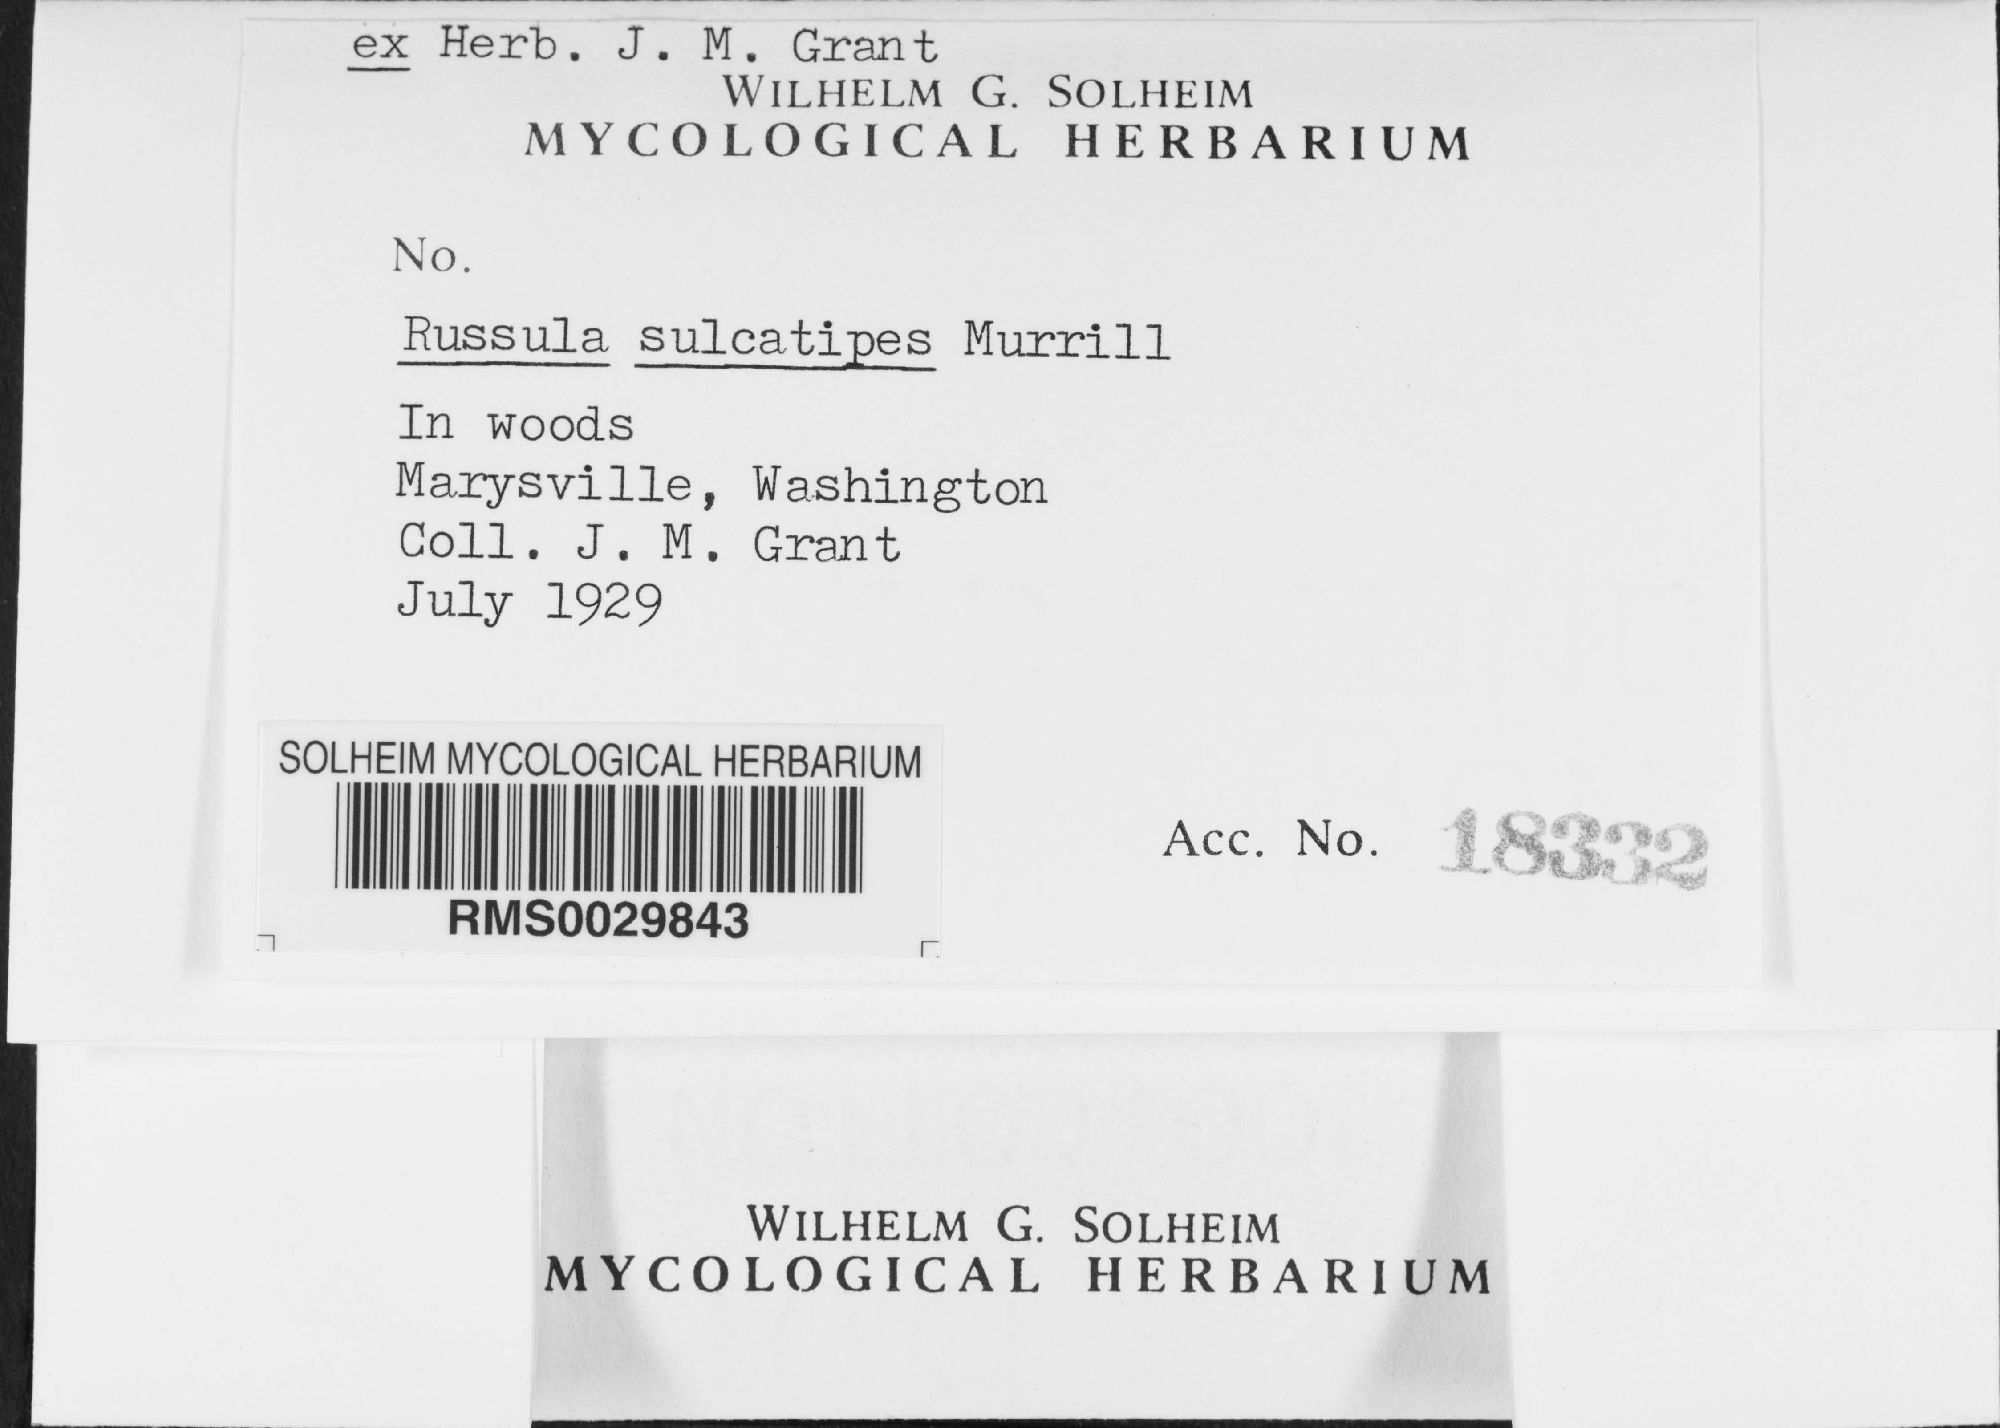 ex Herb. J. M. Grant
WILHELM G. SOLHEIM
MYCOLOGICAL HERBARIUM
No.
Russula sulcatipes Murrill
In woods
Marysville, Washington
Coll. J. M. Grant
July 1929
SOLHEIM MYCOLOGICAL HERBARIUM
RMS0029843
Acc. No. 18332
WILHELM G. SOLHEIM
MYCOLOGICAL HERBARIUM